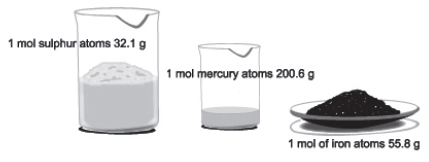 1 mol sulphur atoms 32.1 g
1 mol mercury atoms 200.6 g
1 mol of iron atoms 55.8 g